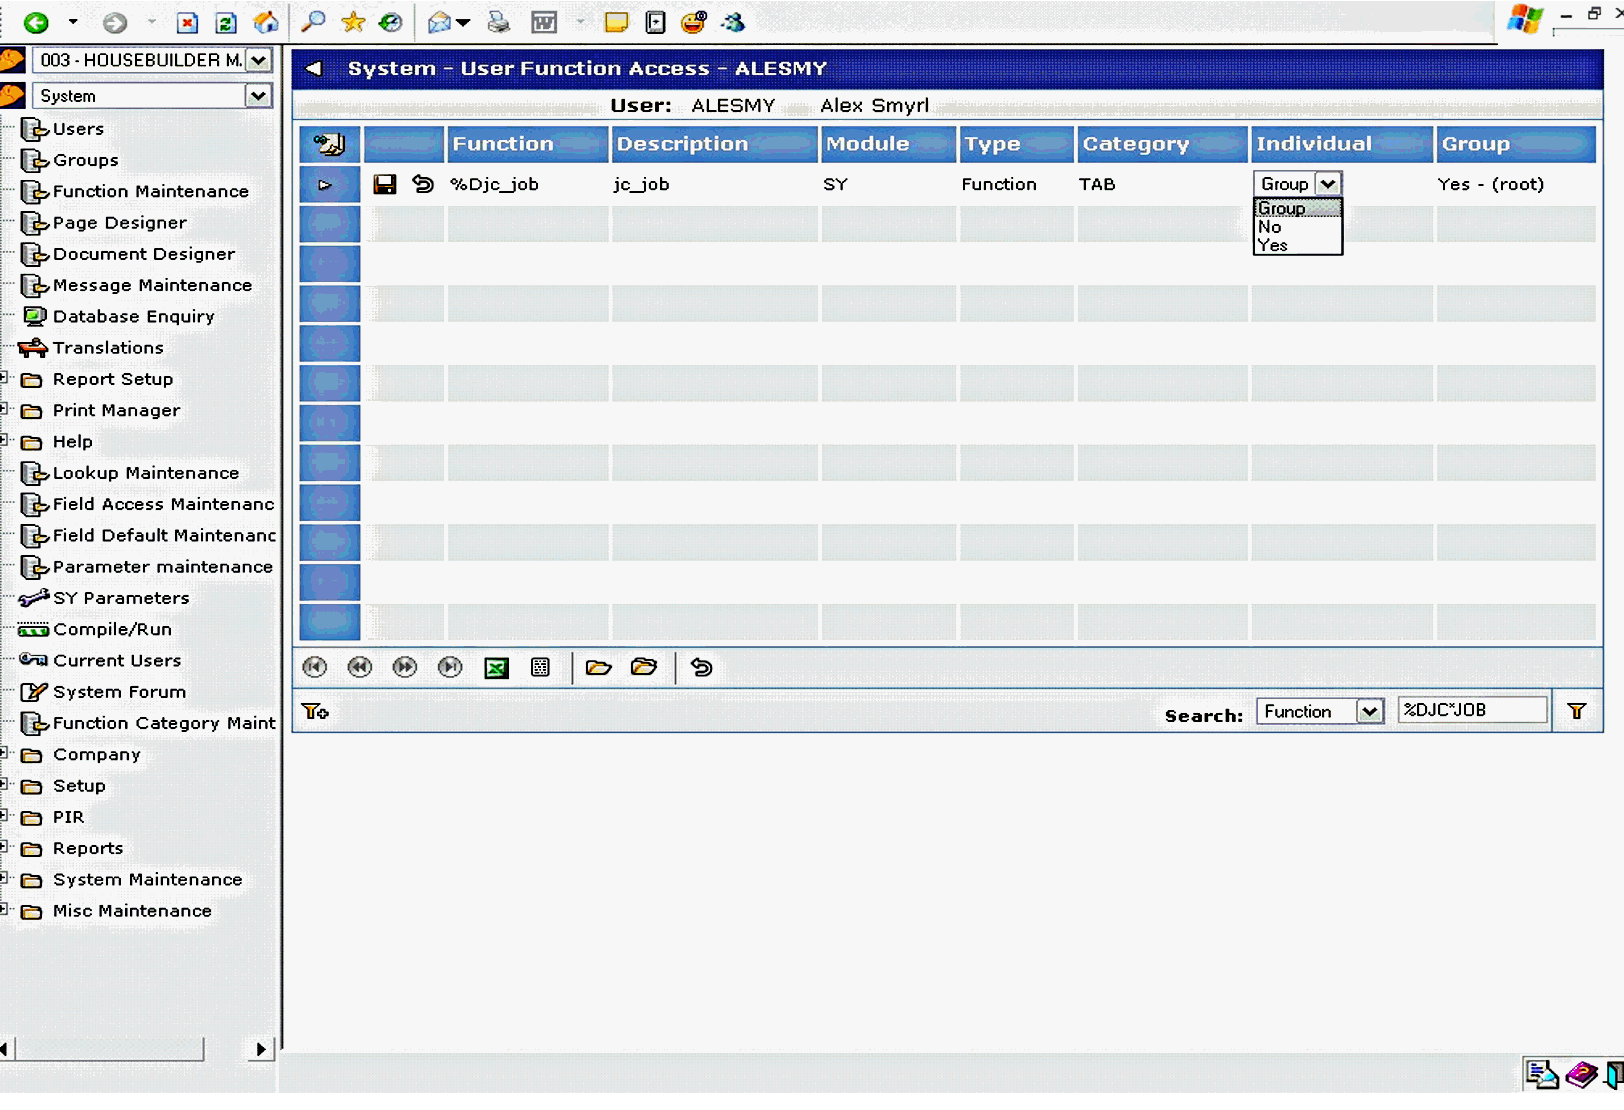 003 - HOUSEBUILDER M.
System
Users
Groups
Function Maintenance
Page Designer
Document Designer
Message Maintenance
Database Enquiry
Translations
Report Setup
Print Manager
Help
Lookup Maintenance
Field Access Maintenanc
Field Default Maintenanc
Parameter maintenance
SY Parameters
Compile/Run
Current Users
System Forum
Function Category Maint
Company
Setup
PIR
Reports
System Maintenance
Misc Maintenance
System - User Function Access - ALESMY
User: ALESMY Alex Smyrl
Function Description Module Type Category Individual Group
%Djc_job jc_job SY Function TAB Group Yes - (root)
Group
No
Yes
Search: Function %DJC*JOB